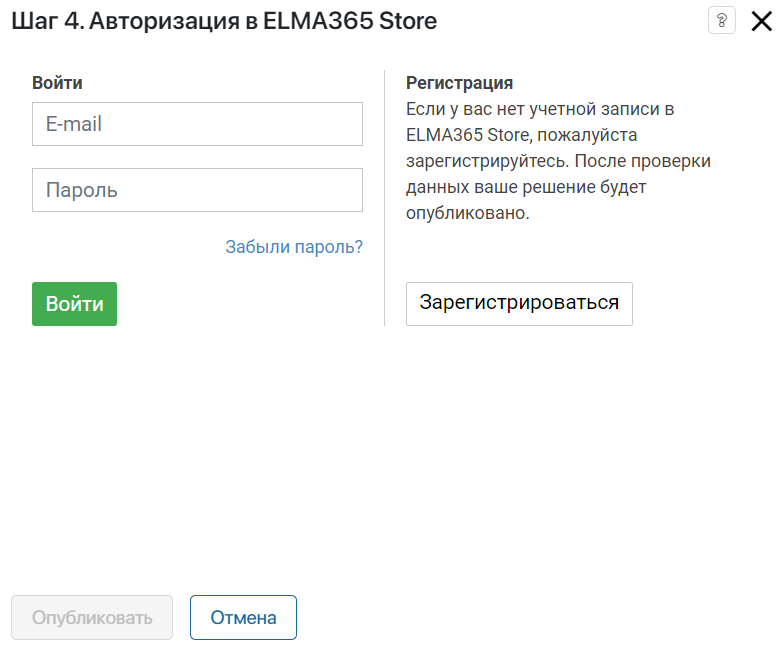 Шаг 4. Авторизация в ELMA365 Store
?
Войти
E-mail
Пароль
Забыли пароль?
Войти
Регистрация
Если у вас нет учетной записи в
ELMA365 Store, пожалуйста
зарегистрируйтесь. После проверки
данных ваше решение будет
опубликовано.
Зарегистрироваться
Опубликовать
Отмена